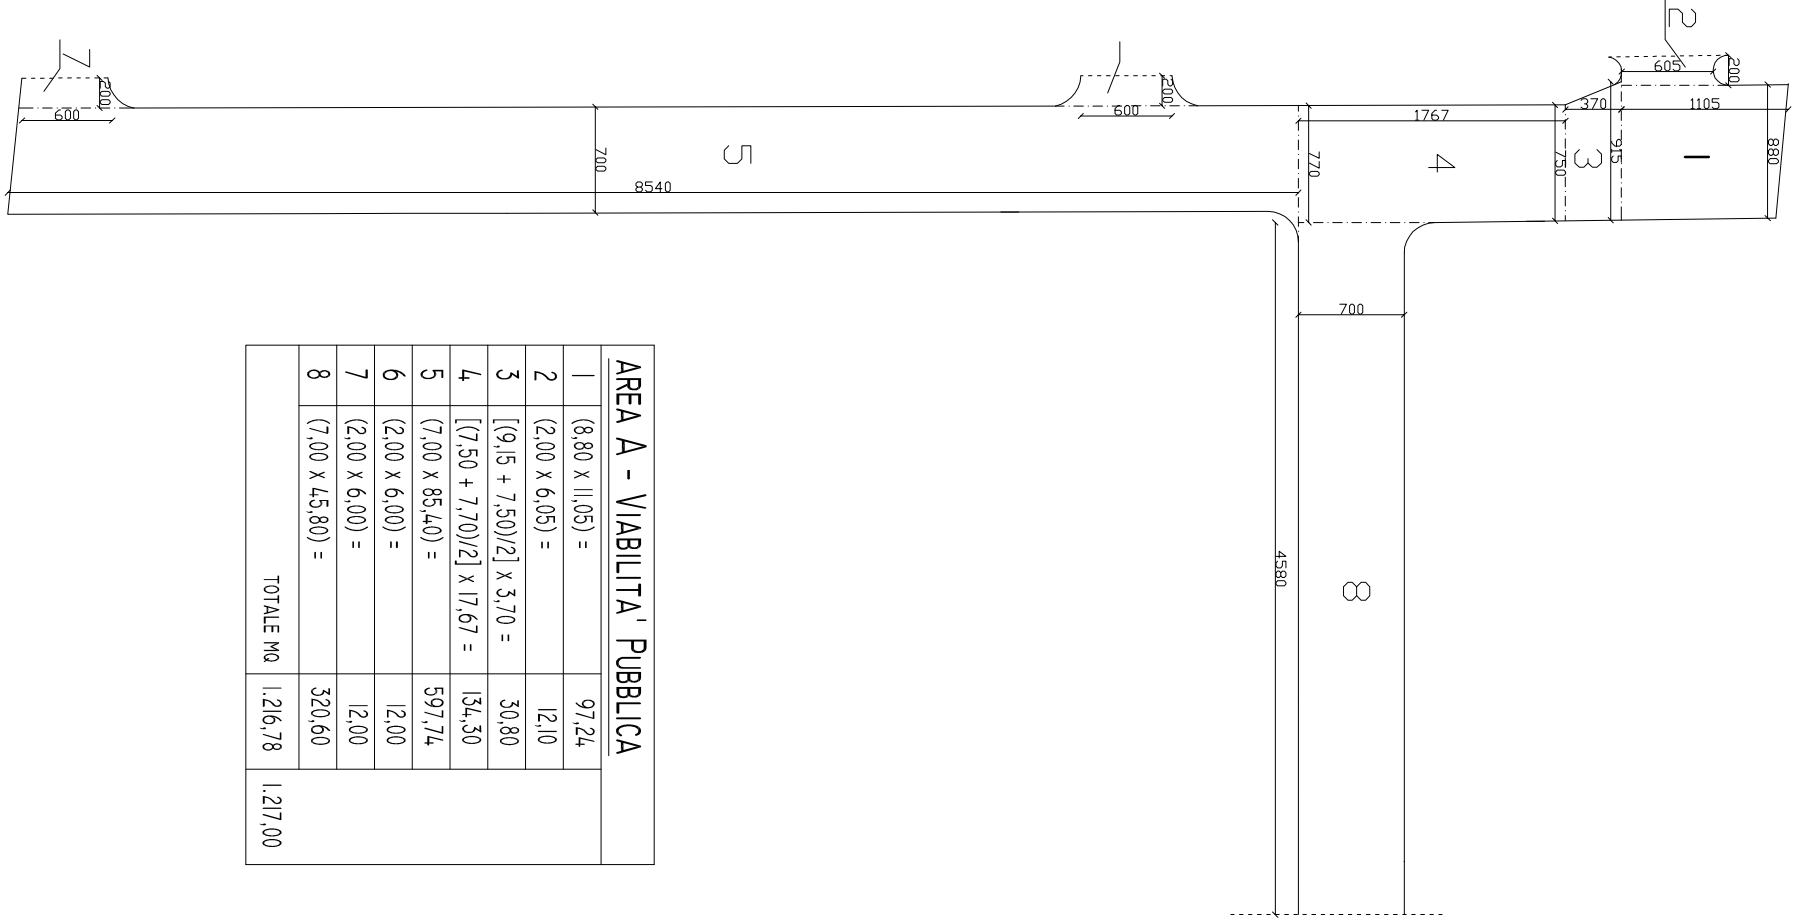 2
605
200
370
1105
880
915
1
3
1767
750
770
4
7
200
600
200
600
700
5
8540
700
8
4580
AREA A - VIABILITA' PUBBLICA
1 (8,80 x 11,05) = 97,24
2 (2,00 x 6,05) = 12,10
3 [(9,15 + 7,50)/2] x 3,70 = 30,80
4 [(7,50 + 7,70)/2] x 17,67 = 134,30
5 (7,00 x 85,40) = 597,74
6 (2,00 x 6,00) = 12,00
7 (2,00 x 6,00) = 12,00
8 (7,00 x 45,80) = 320,60
TOTALE MQ 1.216,78 1.217,00